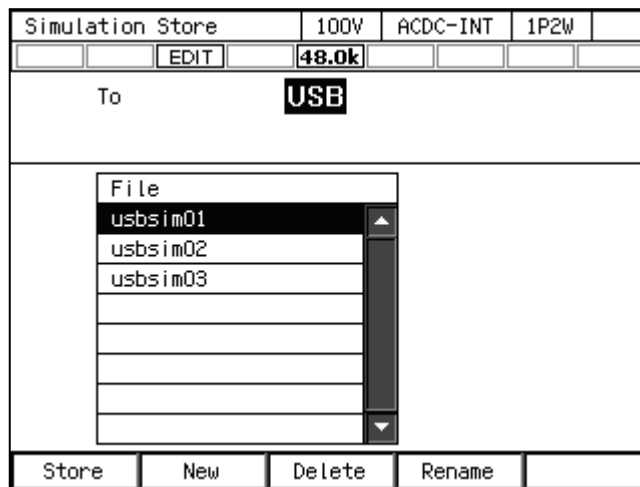 Simulation Store 100V ACDC-INT 1P2W
EDIT 48.0k
To USB
File
usbsim01
usbsim02
usbsim03
Store New Delete Rename